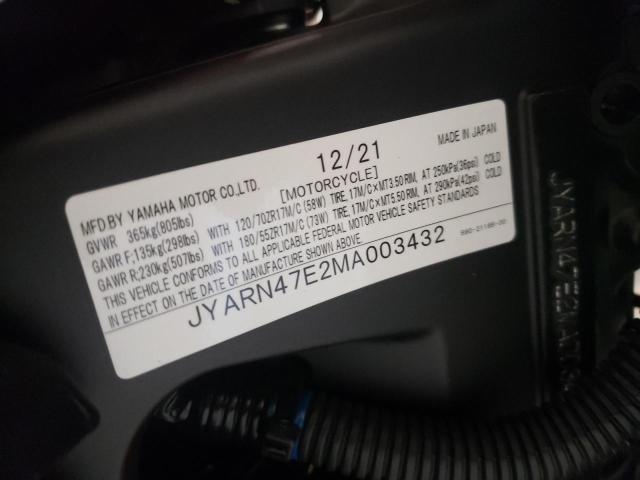 12/21
MADE IN JAPAN
MFD BY YAMAHA MOTOR CO.,LTD. [MOTORCYCLE]
GVWR 365kg(805lbs)
GAWR F:135kg(298lbs) WITH 120/70ZR17M/C (58W) TIRE,17M/C×MT3.50 RIM, AT 250kPa(36psi) COLD
GAWR R:230kg(507lbs) WITH 180/55ZR17M/C (73W) TIRE,17M/C×MT5.50 RIM, AT 290kPa(42psi) COLD
THIS VEHICLE CONFORMS TO ALL APPLICABLE FEDERAL MOTOR VEHICLE SAFETY STANDARDS
IN EFFECT ON THE DATE OF MANUFACTURE SHOWN ABOVE.
JYARN47E2MA003432